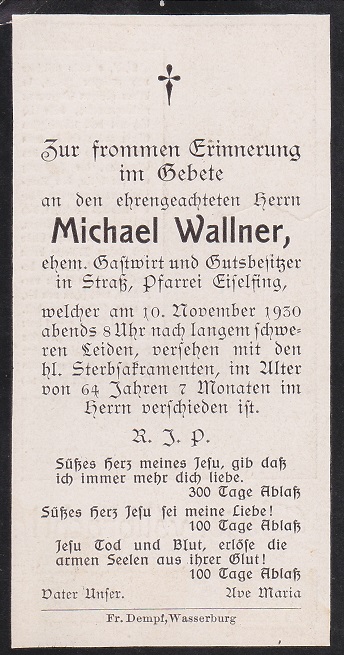 Zur frommen Erinnerung
im Gebete
an den ehrengeachteten Herrn
Michael Wallner,
ehem. Gastwirt und Gutsbesitzer
in Straß, Pfarrei Eiselfing,
welcher am 10. November 1930
abends 8 Uhr nach langem schwe-
ren Leiden, versehen mit den
hl. Sterbsakramenten, im Alter
von 64 Jahren 7 Monaten im
Herrn verschieden ist.
R. J. P.
Süßes Herz meines Jesu, gib daß
ich immer mehr dich liebe.
300 Tage Ablaß
Süßes Herz Jesu sei meine Liebe!
100 Tage Ablaß
Jesu Tod und Blut, erlöse die
armen Seelen aus ihrer Glut!
100 Tage Ablaß
Vater Unser. Ave Maria
Fr. Dempf, Wasserburg